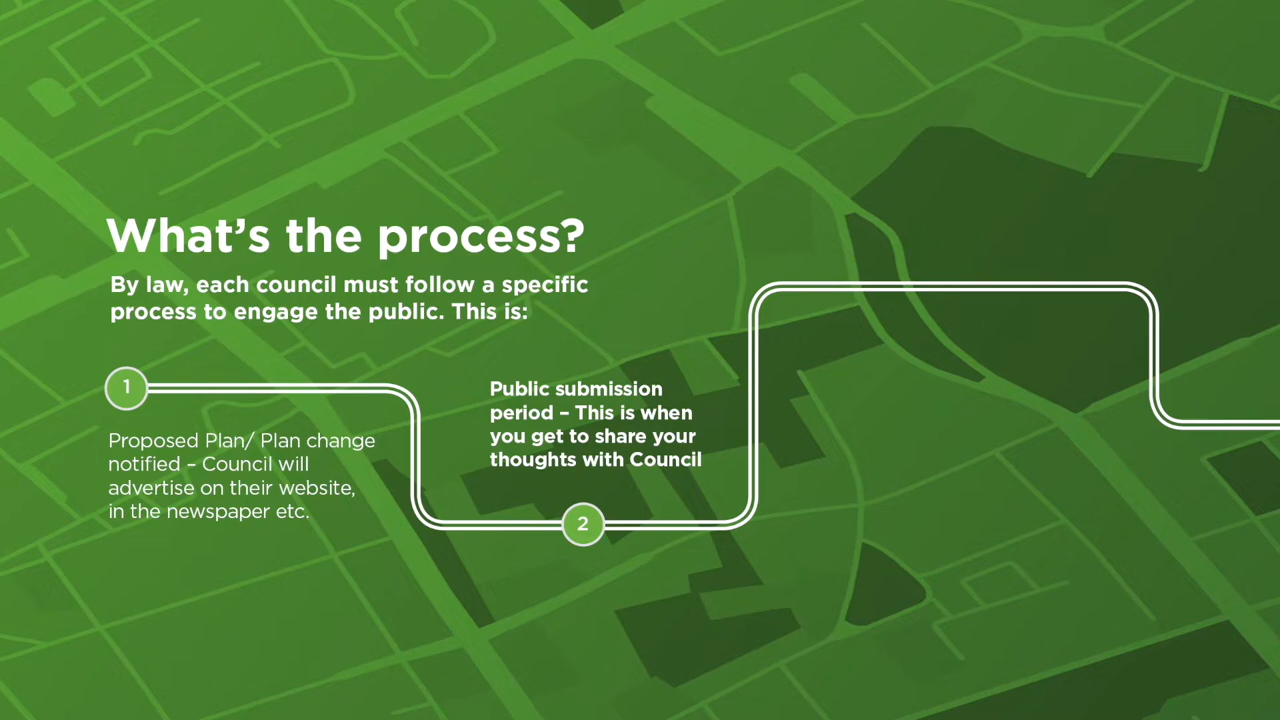 What’s the process?
By law, each council must follow a specific
process to engage the public. This is:
1
Proposed Plan/ Plan change
notified – Council will
advertise on their website,
in the newspaper etc.
Public submission
period – This is when
you get to share your
thoughts with Council
2